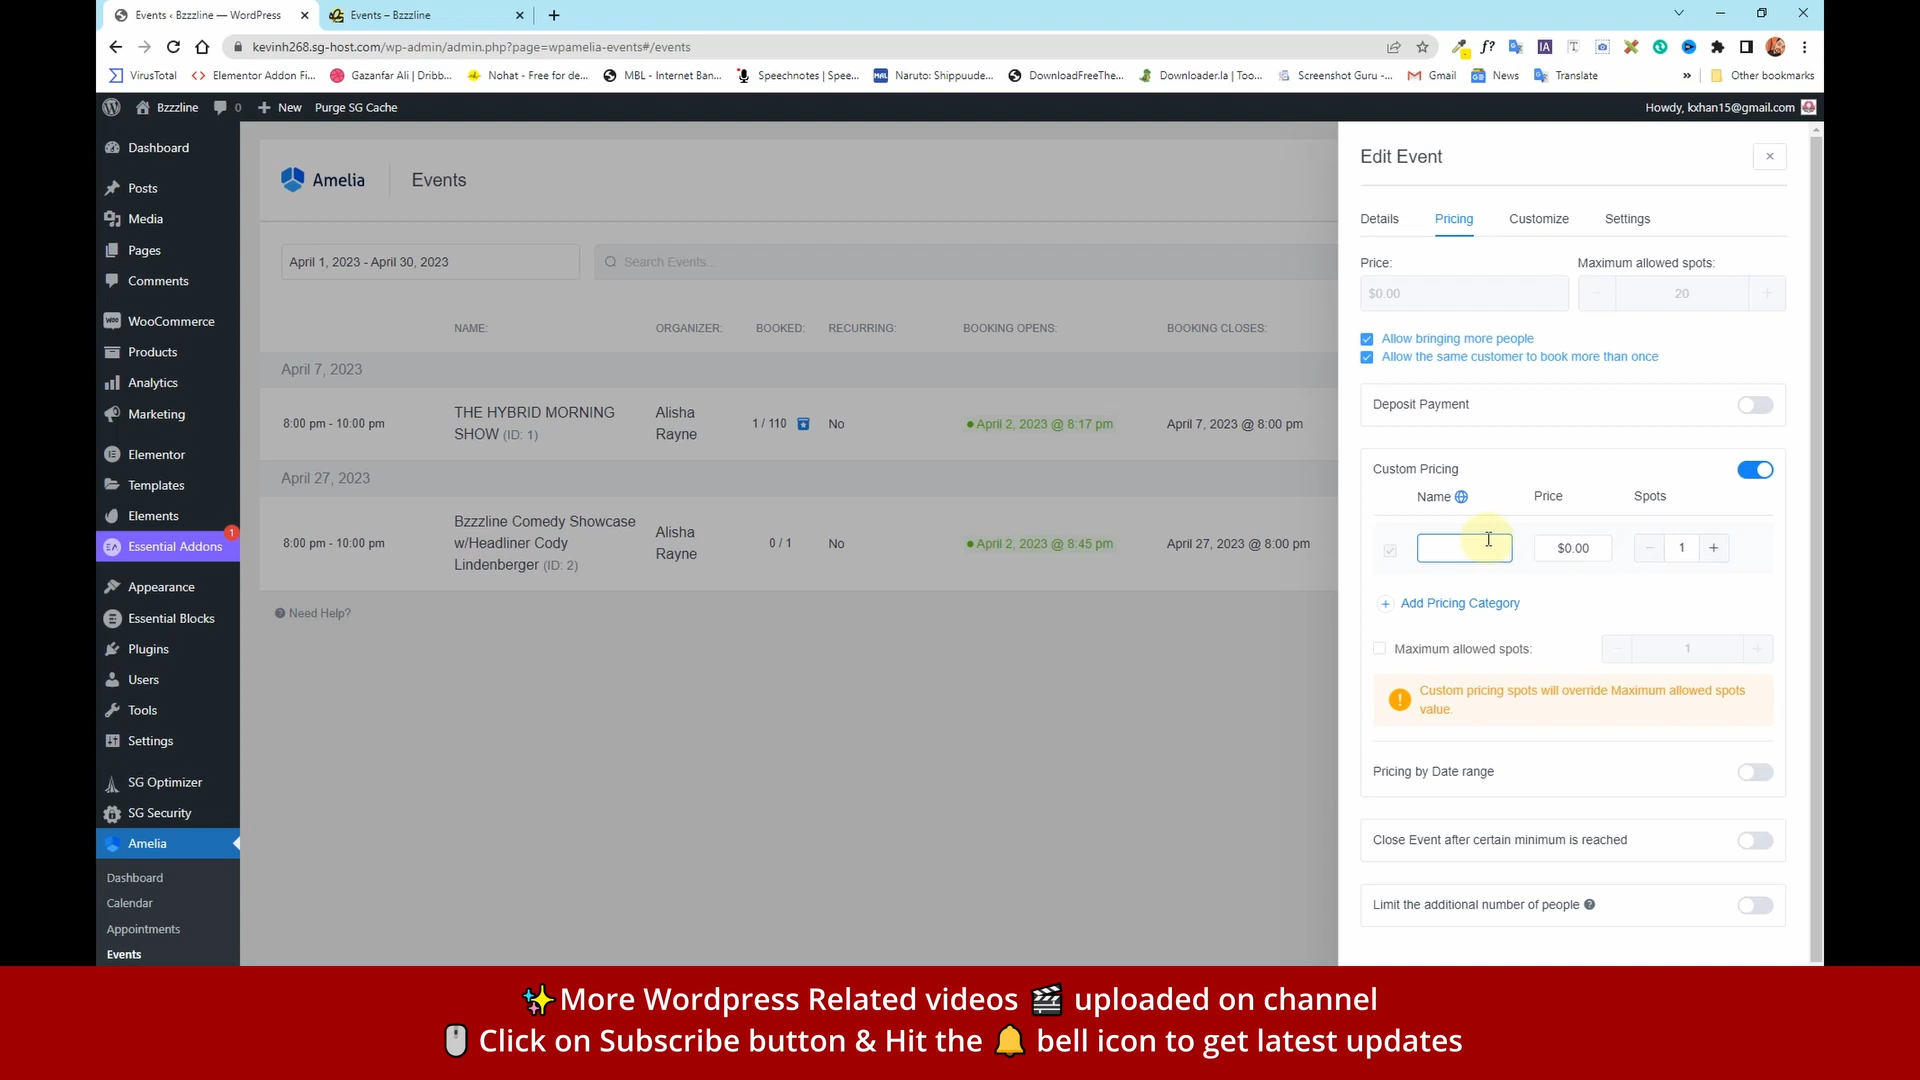 Events ‹ Bzzzline — WordPress
Events – Bzzzline
kevinh268.sg-host.com/wp-admin/admin.php?page=wpamelia-events#/events
VirusTotal
Elementor Addon Fi...
Gazanfar Ali | Dribb...
Nohat - Free for de...
MBL - Internet Ban...
Speechnotes | Spee...
Naruto: Shippuude...
DownloadFreeThe...
Downloader.la | Too...
Screenshot Guru -...
Gmail
News
Translate
»
Other bookmarks
Bzzzline
0
New
Purge SG Cache
Howdy, kxhan15@gmail.com
Dashboard
Posts
Media
Pages
Comments
WooCommerce
Products
Analytics
Marketing
Elementor
Templates
Elements
Essential Addons
1
Appearance
Essential Blocks
Plugins
Users
Tools
Settings
SG Optimizer
SG Security
Amelia
Dashboard
Calendar
Appointments
Events
Amelia
Events
April 1, 2023 - April 30, 2023
Search Events...
NAME:
ORGANIZER:
BOOKED:
RECURRING:
BOOKING OPENS:
BOOKING CLOSES:
April 7, 2023
8:00 pm - 10:00 pm
THE HYBRID MORNING
SHOW (ID: 1)
Alisha
Rayne
1 / 110
No
April 2, 2023 @ 8:17 pm
April 7, 2023 @ 8:00 pm
April 27, 2023
8:00 pm - 10:00 pm
Bzzzline Comedy Showcase
w/Headliner Cody
Lindenberger (ID: 2)
Alisha
Rayne
0 / 1
No
April 2, 2023 @ 8:45 pm
April 27, 2023 @ 8:00 pm
Need Help?
Edit Event
Details
Pricing
Customize
Settings
Price:
Maximum allowed spots:
$0.00
20
Allow bringing more people
Allow the same customer to book more than once
Deposit Payment
Custom Pricing
Name
Price
Spots
$0.00
1
Add Pricing Category
Maximum allowed spots:
1
Custom pricing spots will override Maximum allowed spots
value.
Pricing by Date range
Close Event after certain minimum is reached
Limit the additional number of people
✨More Wordpress Related videos 🎬 uploaded on channel
🖱️ Click on Subscribe button & Hit the 🔔 bell icon to get latest updates